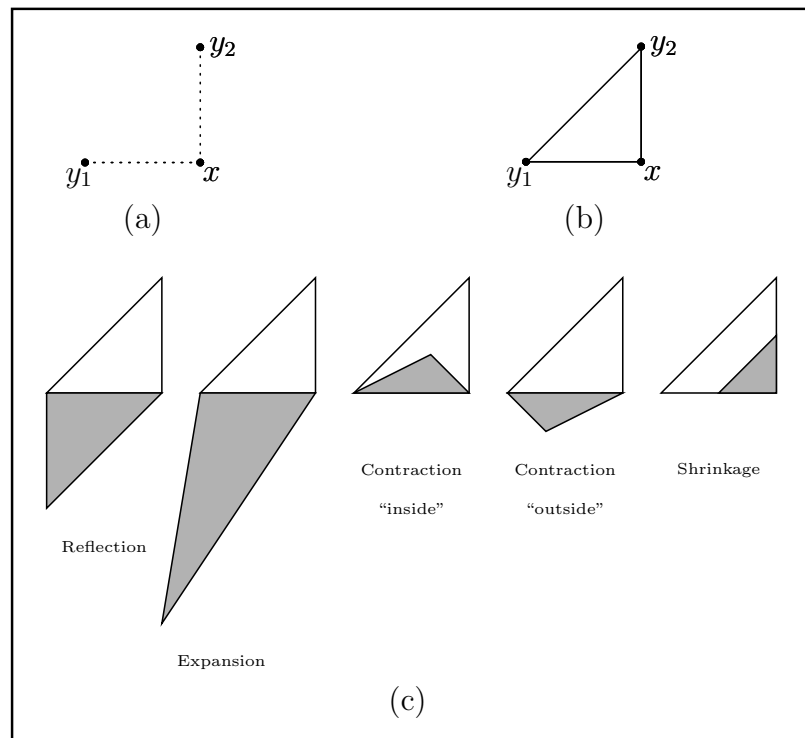 y2
y2
y1
x
y1
x
(a)
(b)
Contraction
Contraction
Shrinkage
“inside”
“outside”
Reflection
Expansion
(c)